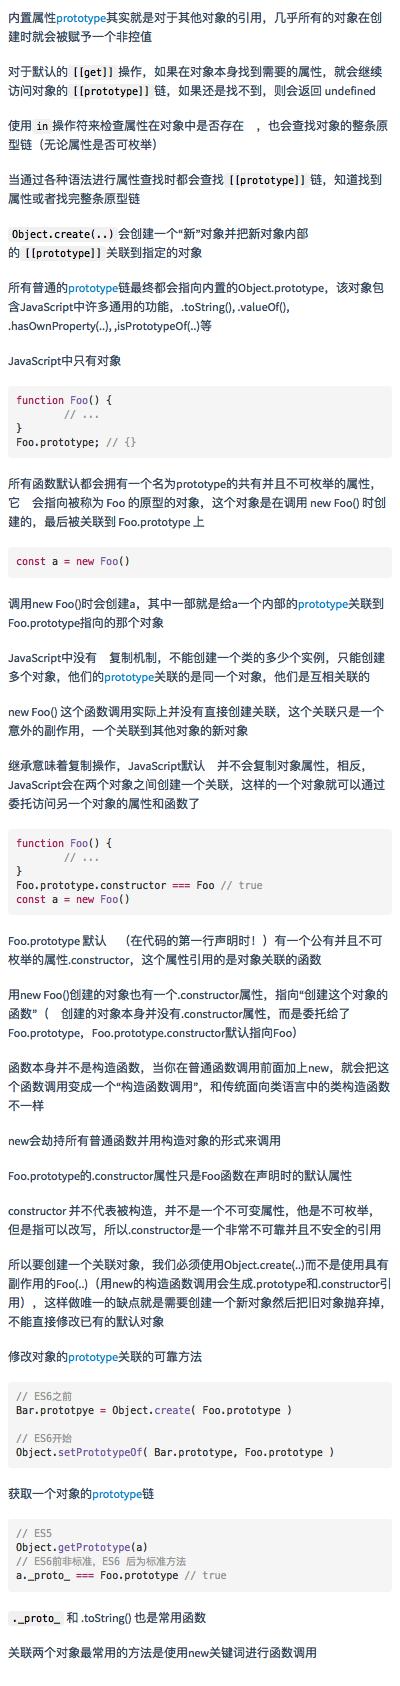 内置属性prototype其实就是对于其他对象的引用，几乎所有的对象在创
建时就会被赋予一个非控值
对于默认的 [[get]] 操作，如果在对象本身找到需要的属性，就会继续
访问对象的 [[prototype]] 链，如果还是找不到，则会返回 undefined
使用 in 操作符来检查属性在对象中是否存在 ，也会查找对象的整条原
型链（无论属性是否可枚举）
当通过各种语法进行属性查找时都会查找 [[prototype]] 链，知道找到
属性或者找完整条原型链
Object.create(..) 会创建一个“新”对象并把新对象内部
的 [[prototype]] 关联到指定的对象
所有普通的prototype链最终都会指向内置的Object.prototype，该对象包
含JavaScript中许多通用的功能，.toString(), .valueOf(),
.hasOwnProperty(..), ,isPrototypeOf(..)等
JavaScript中只有对象
function Foo() {
// ...
}
Foo.prototype; // {}
所有函数默认都会拥有一个名为prototype的共有并且不可枚举的属性，
它 会指向被称为 Foo 的原型的对象，这个对象是在调用 new Foo() 时创
建的，最后被关联到 Foo.prototype 上
const a = new Foo()
调用new Foo()时会创建a，其中一部就是给a一个内部的prototype关联到
Foo.prototype指向的那个对象
JavaScript中没有 复制机制，不能创建一个类的多少个实例，只能创建
多个对象，他们的prototype关联的是同一个对象，他们是互相关联的
new Foo() 这个函数调用实际上并没有直接创建关联，这个关联只是一个
意外的副作用，一个关联到其他对象的新对象
继承意味着复制操作，JavaScript默认 并不会复制对象属性，相反，
JavaScript会在两个对象之间创建一个关联，这样的一个对象就可以通过
委托访问另一个对象的属性和函数了
function Foo() {
// ...
}
Foo.prototype.constructor === Foo // true
const a = new Foo()
Foo.prototype 默认 （在代码的第一行声明时！）有一个公有并且不可
枚举的属性.constructor，这个属性引用的是对象关联的函数
用new Foo()创建的对象也有一个.constructor属性，指向“创建这个对象的
函数”（ 创建的对象本身并没有.constructor属性，而是委托给了
Foo.prototype，Foo.prototype.constructor默认指向Foo）
函数本身并不是构造函数，当你在普通函数调用前面加上new，就会把这
个函数调用变成一个“构造函数调用”，和传统面向类语言中的类构造函数
不一样
new会劫持所有普通函数并用构造对象的形式来调用
Foo.prototype的.constructor属性只是Foo函数在声明时的默认属性
constructor 并不代表被构造，并不是一个不可变属性，他是不可枚举，
但是指可以改写，所以.constructor是一个非常不可靠并且不安全的引用
所以要创建一个关联对象，我们必须使用Object.create(..)而不是使用具有
副作用的Foo(..)（用new的构造函数调用会生成.prototype和.constructor引
用），这样做唯一的缺点就是需要创建一个新对象然后把旧对象抛弃掉，
不能直接修改已有的默认对象
修改对象的prototype关联的可靠方法
// ES6之前
Bar.prototpye = Object.create( Foo.prototype )
// ES6开始
Object.setPrototypeOf( Bar.prototype, Foo.prototype )
获取一个对象的prototype链
// ES5
Object.getPrototype(a)
// ES6前非标准，ES6 后为标准方法
a._proto_ === Foo.prototype // true
._proto_ 和 .toString() 也是常用函数
关联两个对象最常用的方法是使用new关键词进行函数调用